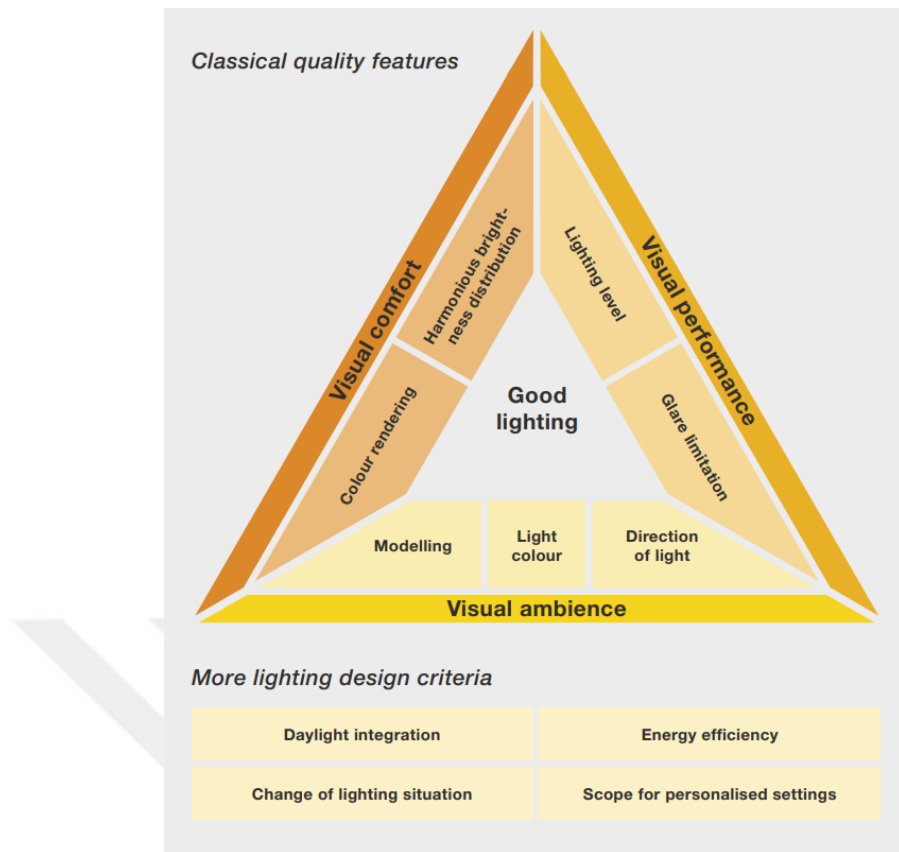 Classical quality features
Visual comfort
Harmonious bright-
ness distribution
Colour rendering
Lighting level
Glare limitation
Visual performance
Good
lighting
Modelling
Light
colour
Direction
of light
Visual ambience
More lighting design criteria
Daylight integration
Energy efficiency
Change of lighting situation
Scope for personalised settings